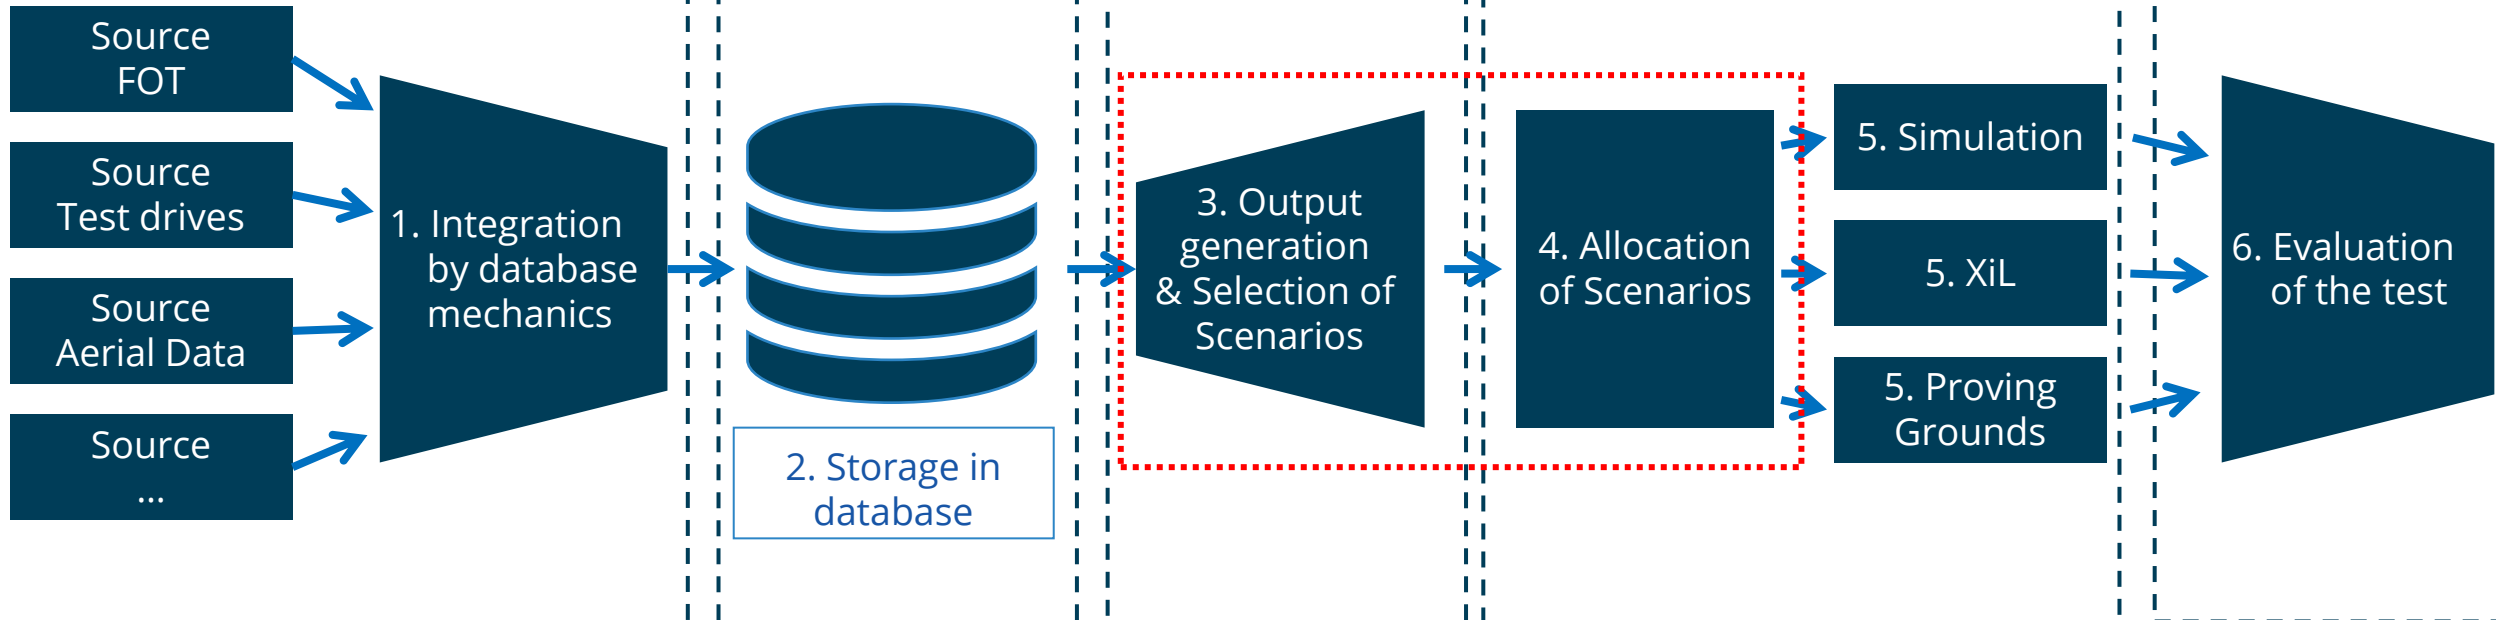 Source
FOT
Source
Test drives
Source
Aerial Data
Source
...
1. Integration
by database
mechanics
2. Storage in
database
3. Output
generation
& Selection of
Scenarios
4. Allocation
of Scenarios
5. Simulation
5. XiL
5. Proving
Grounds
6. Evaluation
of the test